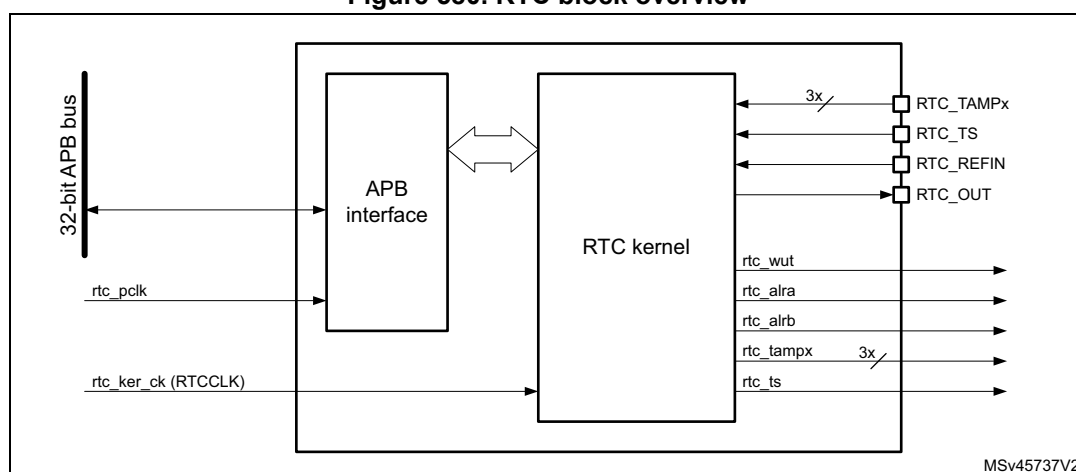 32-bit APB bus
APB
interface
RTC kernel
3x
RTC_TAMPx
RTC_TS
RTC_REFIN
RTC_OUT
rtc_pclk
rtc_ker_ck (RTCCLK)
rtc_wut
rtc_alra
rtc_alrb
rtc_tampx
3x
rtc_ts
MSv45737V2